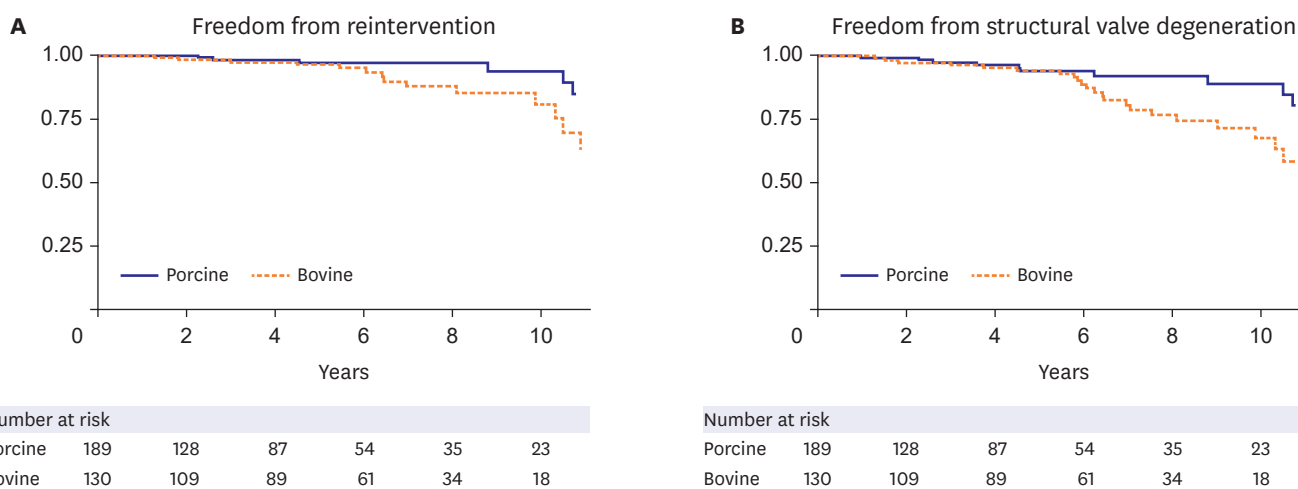 A Freedom from reintervention
1.00
0.75
0.50
0.25
Porcine Bovine
0 2 4 6 8 10
Years
umber at risk
orcine 189 128 87 54 35 23
ovine 130 109 89 61 34 18
B Freedom from structural valve degeneration
1.00
0.75
0.50
0.25
Porcine Bovine
0 2 4 6 8 10
Years
Number at risk
Porcine 189 128 87 54 35 23
Bovine 130 109 89 61 34 18